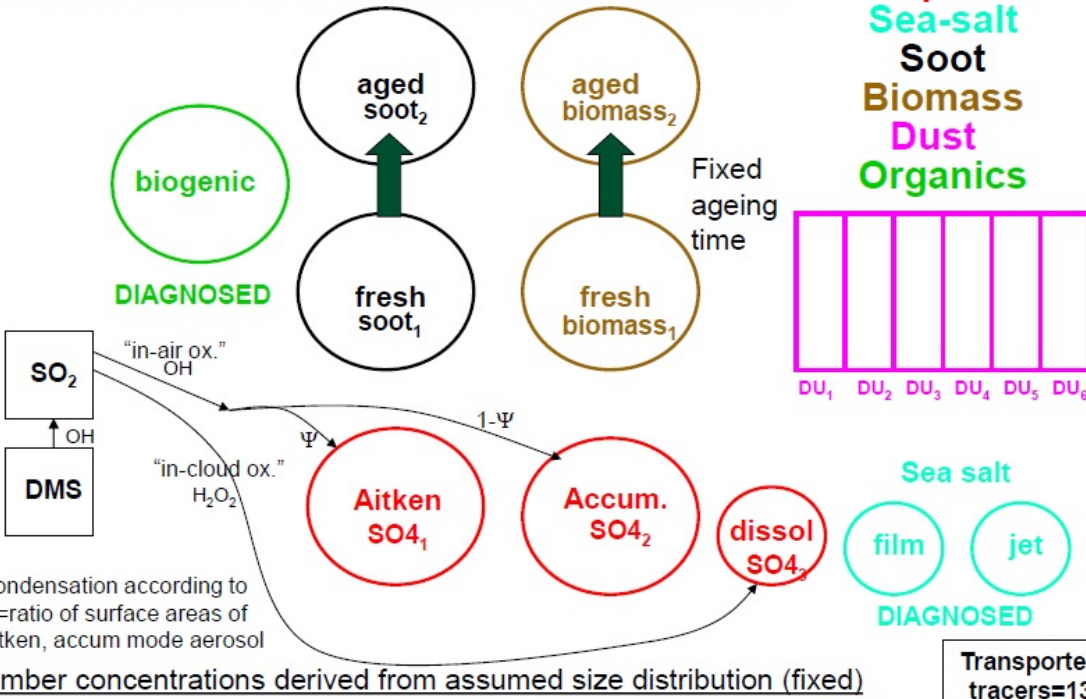 Sea-salt
Soot
Biomass
Dust
Organics
aged
soot2
aged
biomass2
biogenic
DIAGNOSED
Fixed
ageing
time
fresh
soot1
fresh
biomass1
DU1 DU2 DU3 DU4 DU5 DU6
SO2
"in-air ox."
OH
OH
DMS
"in-cloud ox."
H2O2
Ψ
1-Ψ
Aitken
SO41
Accum.
SO42
dissol
SO43
Sea salt
film
jet
DIAGNOSED
ondensation according to
=ratio of surface areas of
tken, accum mode aerosol
mber concentrations derived from assumed size distribution (fixed)
Transporte
tracers=13